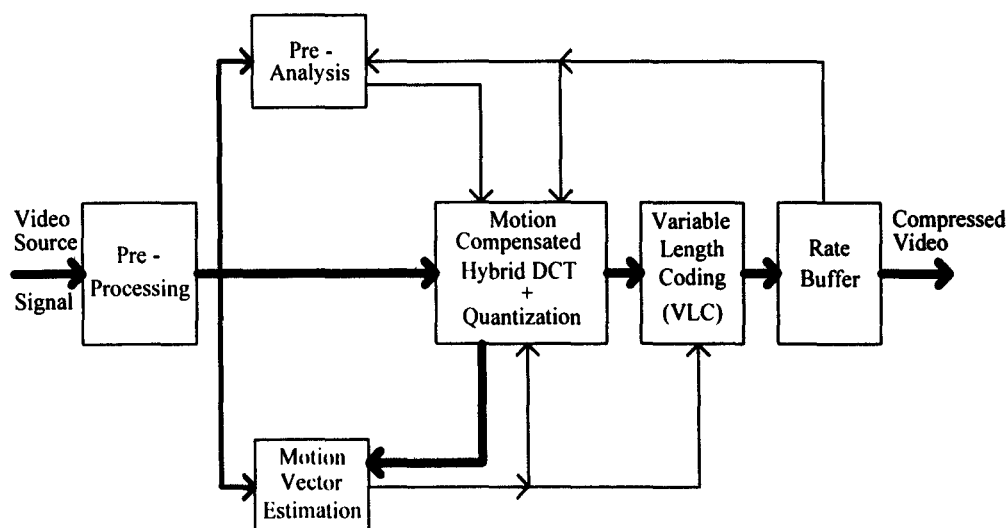 Pre -
Analysis
Video
Source
Signal
Pre -
Processing
Motion
Compensated
Hybrid DCT
+
Quantization
Variable
Length
Coding
(VLC)
Rate
Buffer
Compressed
Video
Motion
Vector
Estimation